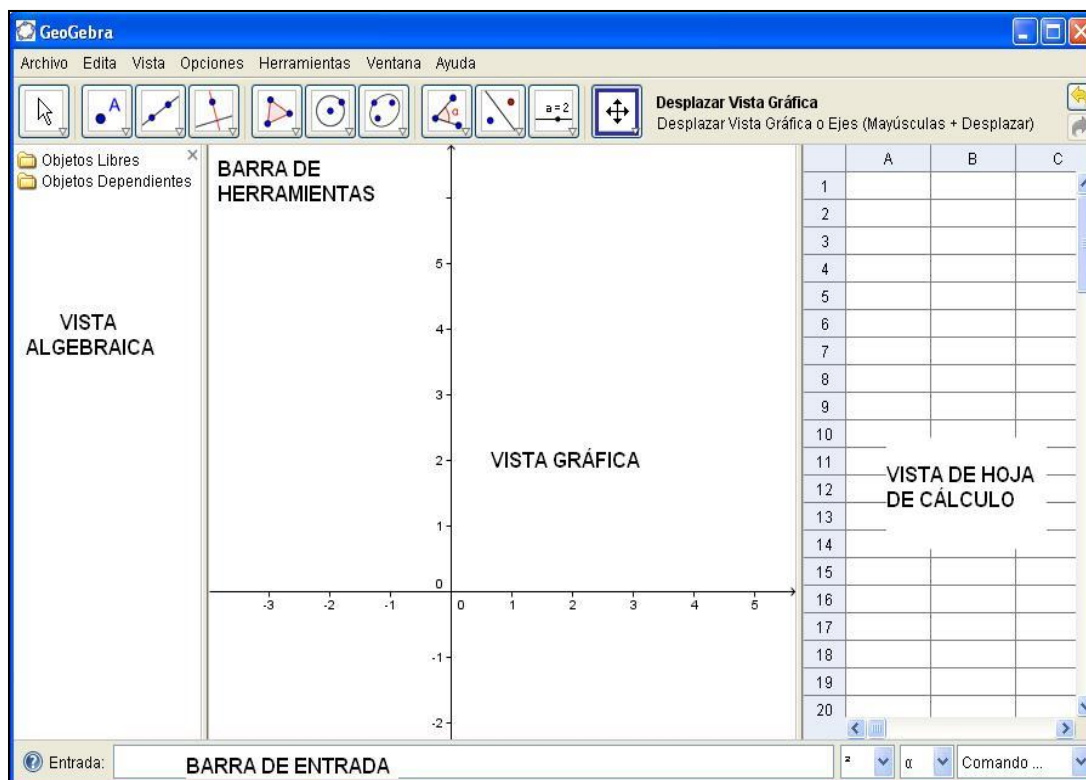 GeoGebra
Archivo Edita Vista Opciones Herramientas Ventana Ayuda
A
α
a = 2
Desplazar Vista Gráfica
Desplazar Vista Gráfica o Ejes (Mayúsculas + Desplazar)
Objetos Libres
Objetos Dependientes
VISTA
ALGEBRAICA
BARRA DE
HERRAMIENTAS
5
4
3
2
1
0
-1
-2
-3 -2 -1 0 1 2 3 4 5
VISTA GRÁFICA
A B C
1
2
3
4
5
6
7
8
9
10
11
12
13
14
15
16
17
18
19
20
VISTA DE HOJA
DE CÁLCULO
Entrada:
BARRA DE ENTRADA
² α Comando ...